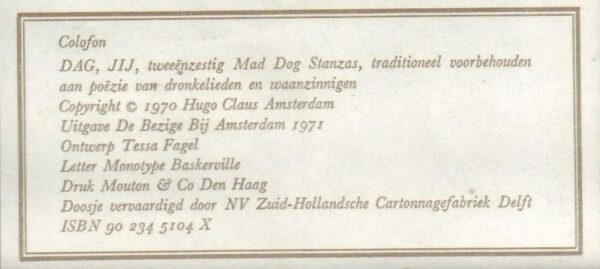 Colofon
DAG, JIJ, tweeënzestig Mad Dog Stanzas, traditioneel voorbehouden
aan poëzie van dronkelieden en waanzinnigen
Copyright © 1970 Hugo Claus Amsterdam
Uitgave De Bezige Bij Amsterdam 1971
Ontwerp Tessa Fagel
Letter Monotype Baskerville
Druk Mouton & Co Den Haag
Doosje vervaardigd door NV Zuid-Hollandsche Cartonnagefabriek Delft
ISBN 90 234 5104 X